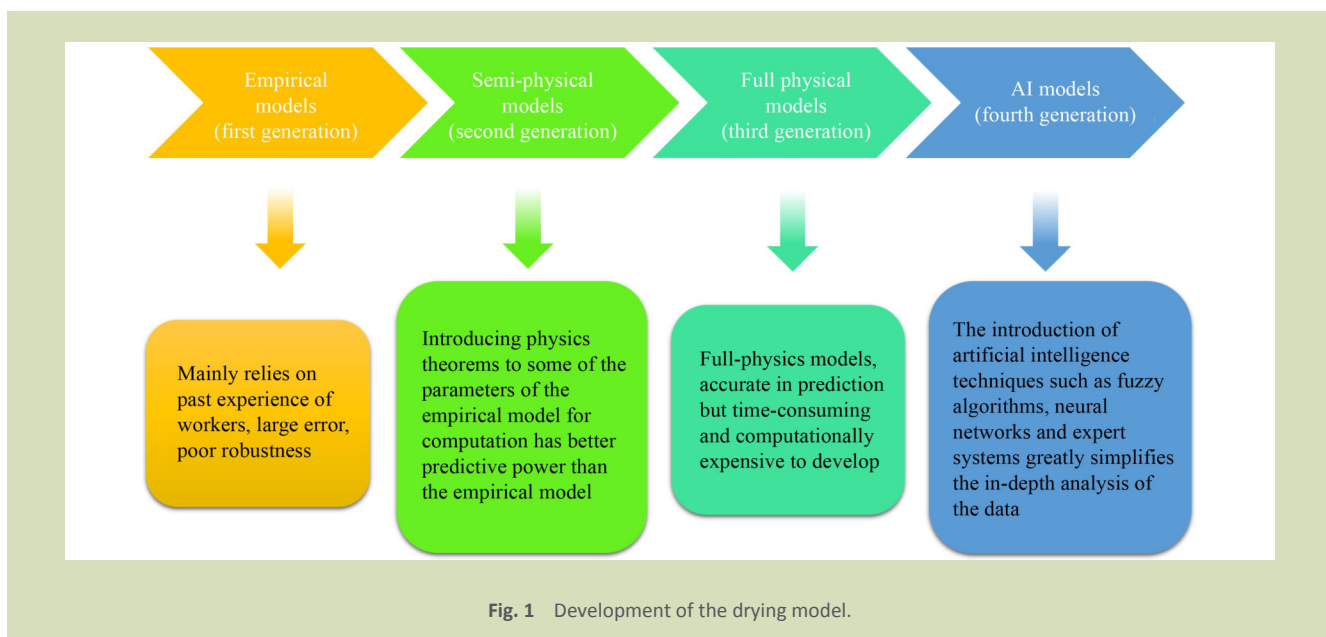 Empirical
models
(first generation)
Semi-physical
models
(second generation)
Full physical
models
(third generation)
AI models
(fourth generation)
Mainly relies on
past experience of
workers, large error,
poor robustness
Introducing physics
theorems to some of the
parameters of the
empirical model for
computation has better
predictive power than
the empirical model
Full-physics models,
accurate in prediction
but time-consuming
and computationally
expensive to develop
The introduction of
artificial intelligence
techniques such as fuzzy
algorithms, neural
networks and expert
systems greatly simplifies
the in-depth analysis of
the data
Fig. 1 Development of the drying model.